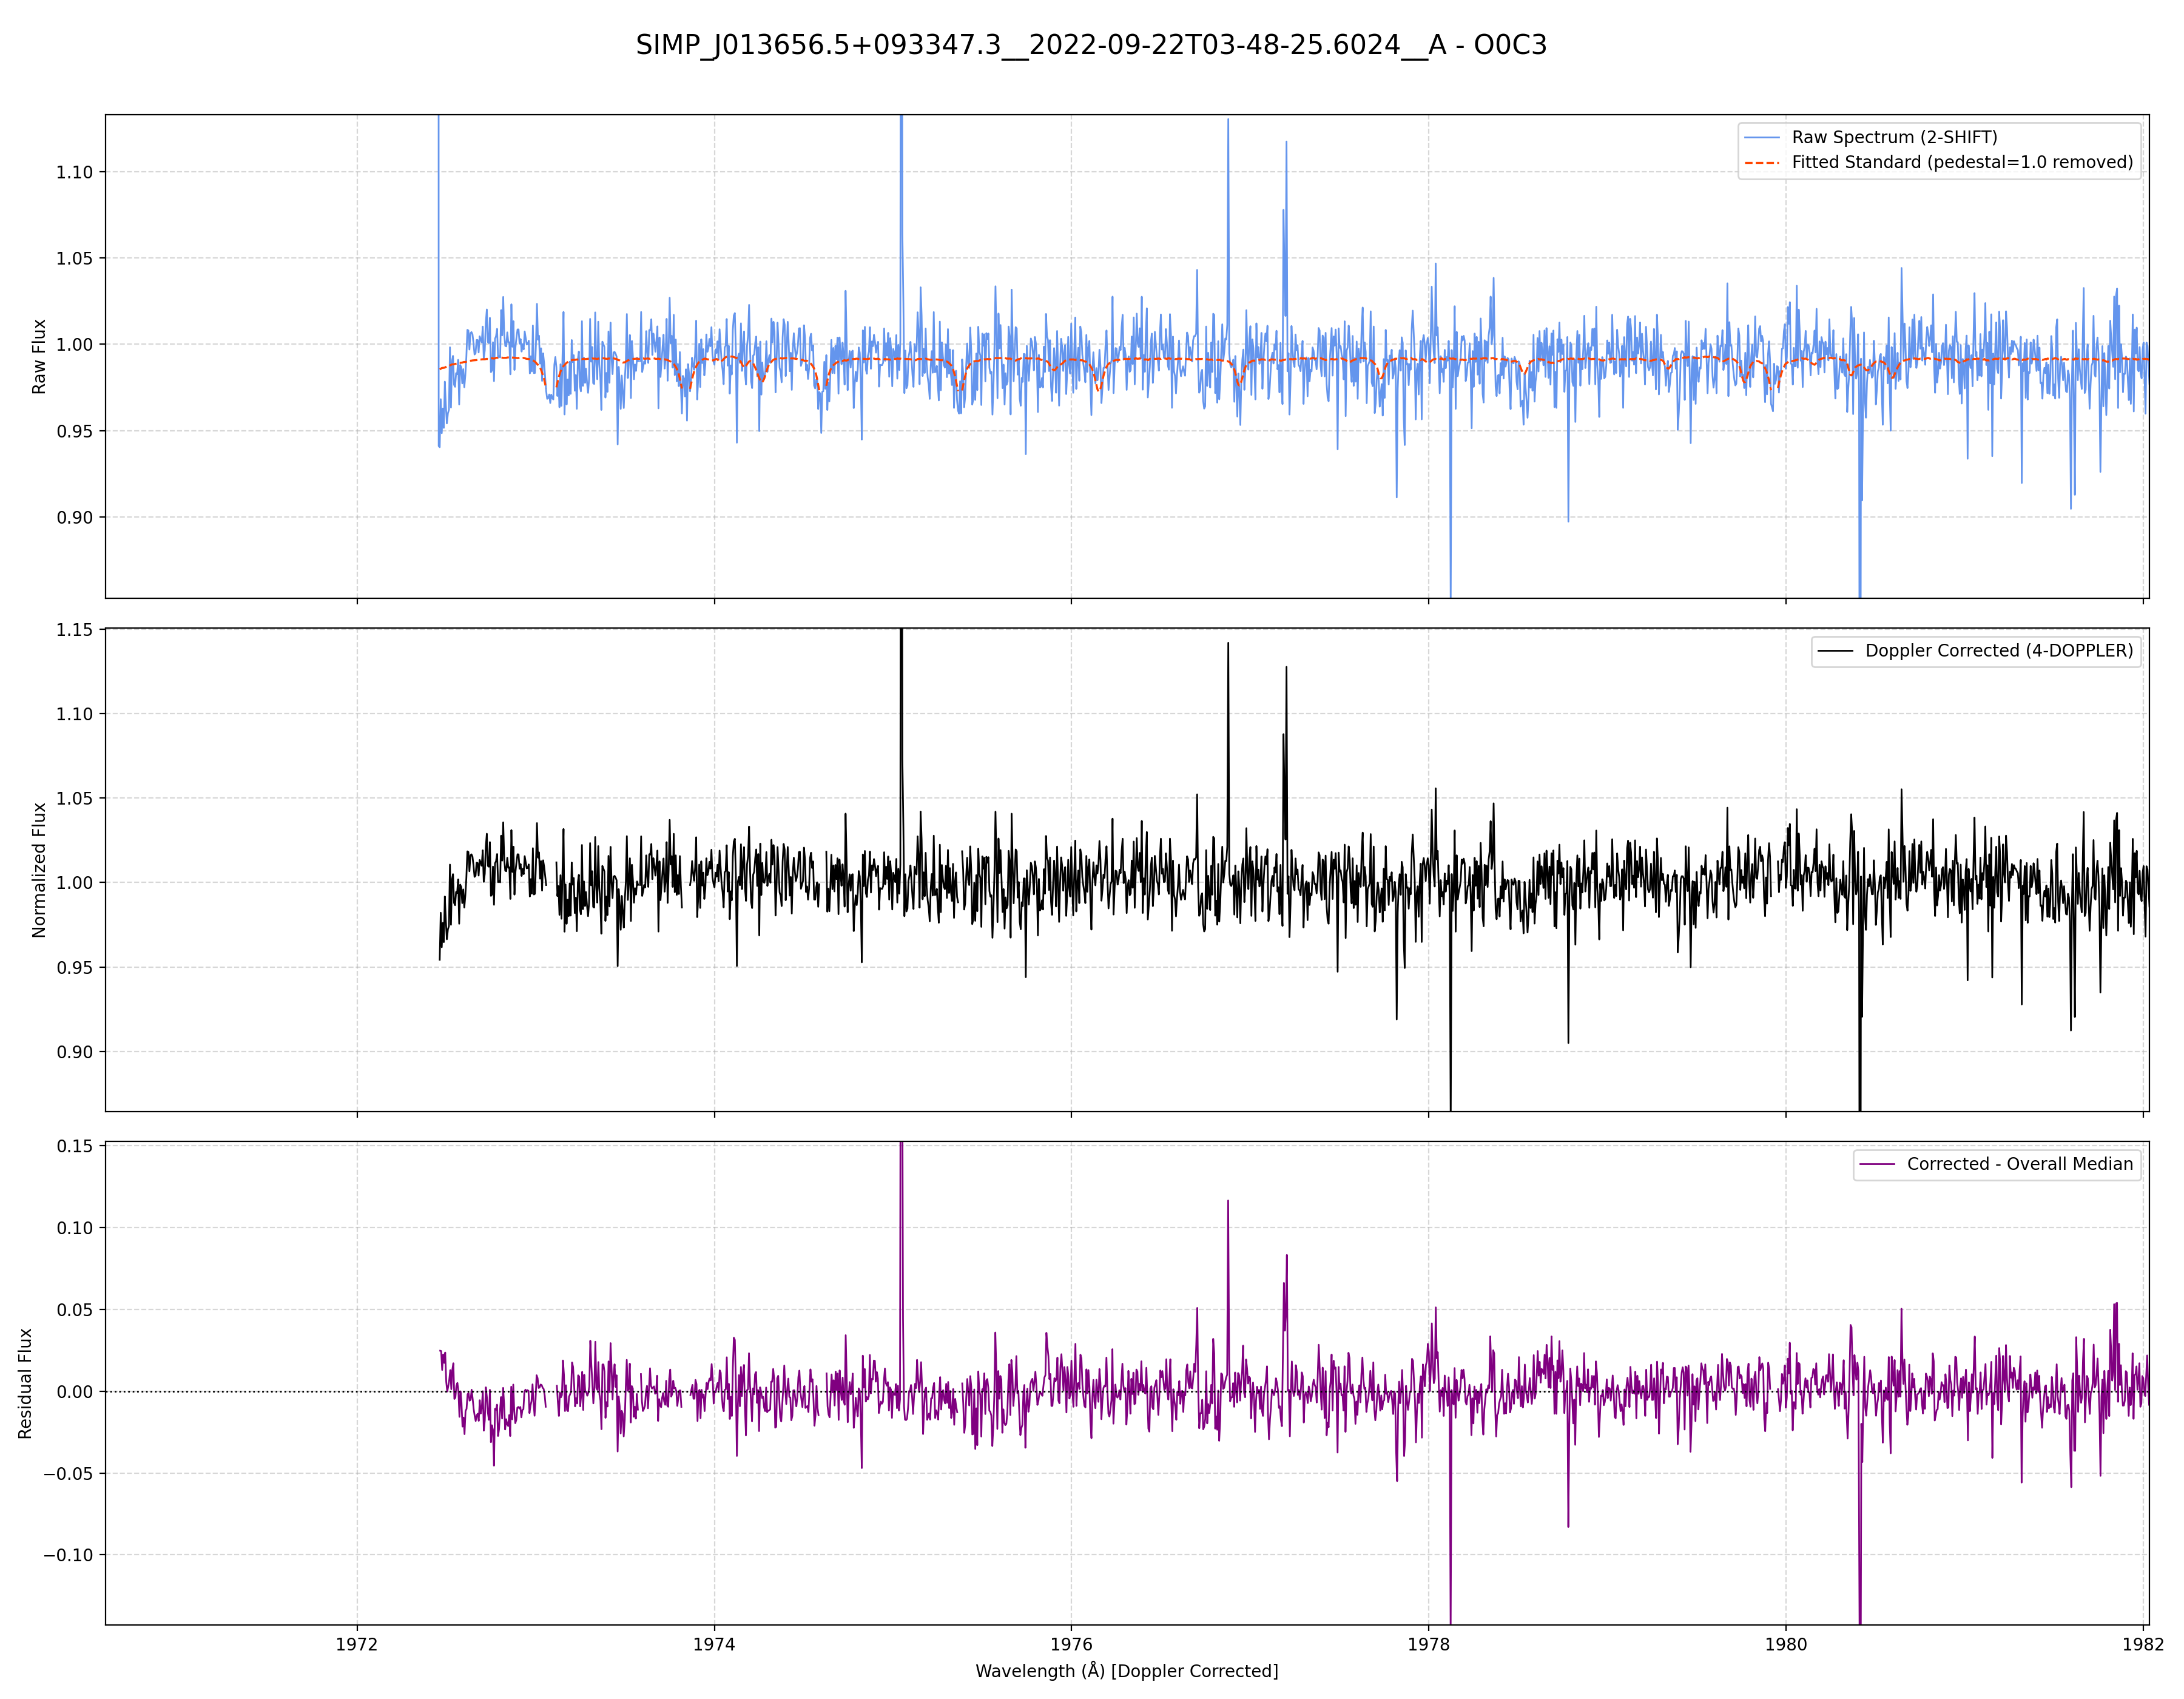 SIMP_J013656.5+093347.3__2022-09-22T03-48-25.6024__A - O0C3
Raw Spectrum (2-SHIFT)
Fitted Standard (pedestal=1.0 removed)
1.10
1.05
1.00
0.95
0.90
Raw Flux
Doppler Corrected (4-DOPPLER)
1.15
1.10
1.05
1.00
0.95
0.90
Normalized Flux
Corrected - Overall Median
0.15
0.10
0.05
0.00
−0.05
−0.10
Residual Flux
1972 1974 1976 1978 1980 1982
Wavelength (Å) [Doppler Corrected]